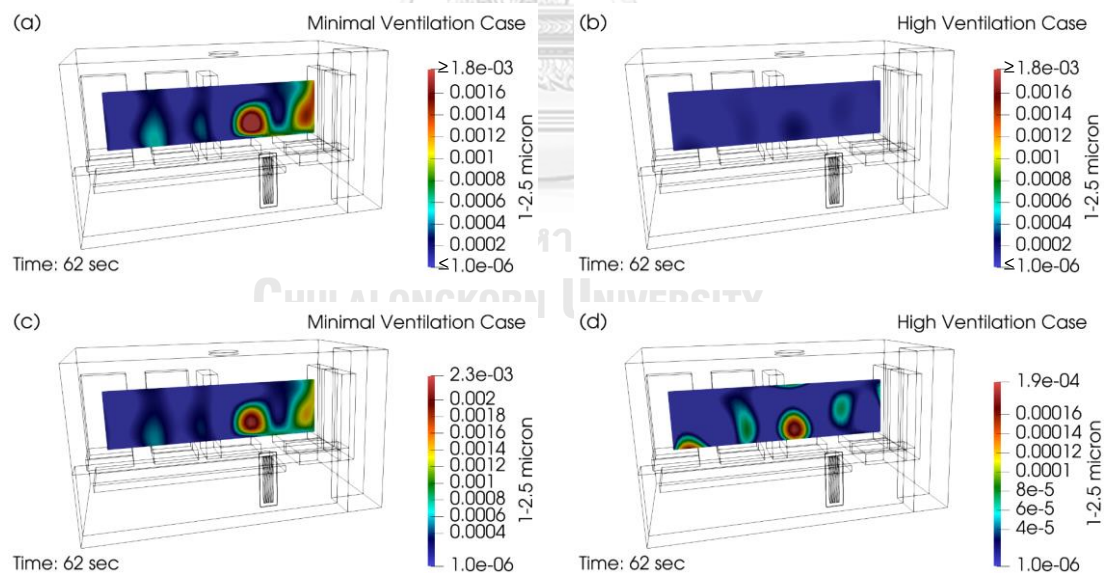 (a) Minimal Ventilation Case
≥1.8e-03
0.0016
0.0014
0.0012
0.001
0.0008
0.0006
0.0004
0.0002
≤1.0e-06
1-2.5 micron
Time: 62 sec
(b) High Ventilation Case
≥1.8e-03
0.0016
0.0014
0.0012
0.001
0.0008
0.0006
0.0004
0.0002
≤1.0e-06
1-2.5 micron
Time: 62 sec
CHULALONGKORN UNIVERSITY
(c) Minimal Ventilation Case
2.3e-03
0.002
0.0018
0.0016
0.0014
0.0012
0.0010
0.0008
0.0006
0.0004
1.0e-06
1-2.5 micron
Time: 62 sec
(d) High Ventilation Case
1.9e-04
0.00016
0.00014
0.00012
0.0001
8e-5
6e-5
4e-5
1.0e-06
1-2.5 micron
Time: 62 sec